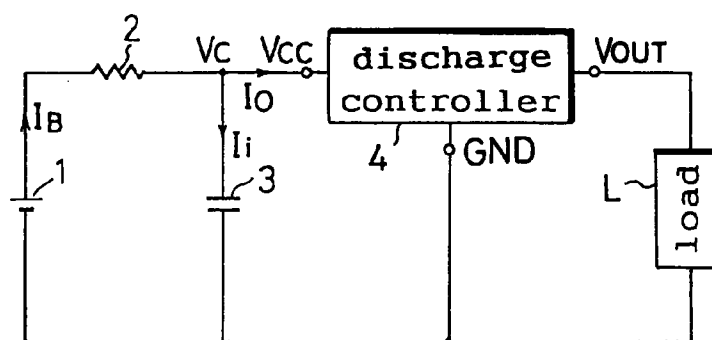 2
VC
VCC
discharge
controller
VOUT
IB
IO
Ii
4
GND
1
3
L
load